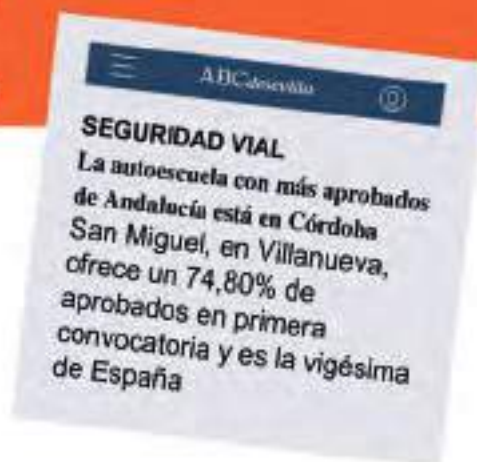 ABCdesevilla
SEGURIDAD VIAL
La autoescuela con más aprobados
de Andalucía está en Córdoba
San Miguel, en Villanueva,
ofrece un 74,80% de
aprobados en primera
convocatoria y es la vigésima
de España